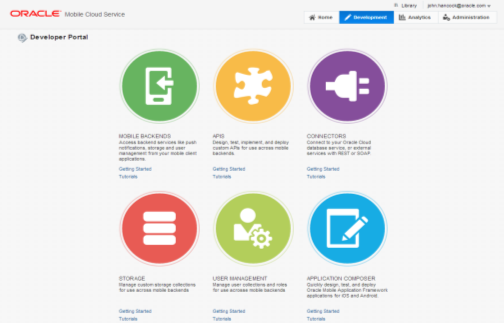 Library john.hancock@oracle.com
ORACLE Mobile Cloud Service
Home Development Analytics Administration
Developer Portal
MOBILE BACKENDS
Access backend services like push
notifications, storage and user
management from your mobile client
applications.
Getting Started
Tutorials
APIS
Design, test, implement, and deploy
custom APIs for use across mobile
backends.
Getting Started
Tutorials
CONNECTORS
Connect to your Oracle Cloud
database service, or external
services with REST or SOAP
Getting Started
Tutorials
STORAGE
Manage custom storage collections
for use across mobile backends
Getting Started
Tutorials
USER MANAGEMENT
Manage user collections and roles
for use across mobile backends
Getting Started
Tutorials
APPLICATION COMPOSER
Quickly design, test, and deploy
Oracle Mobile Application Framework
applications for iOS and Android.
Getting Started
Tutorials